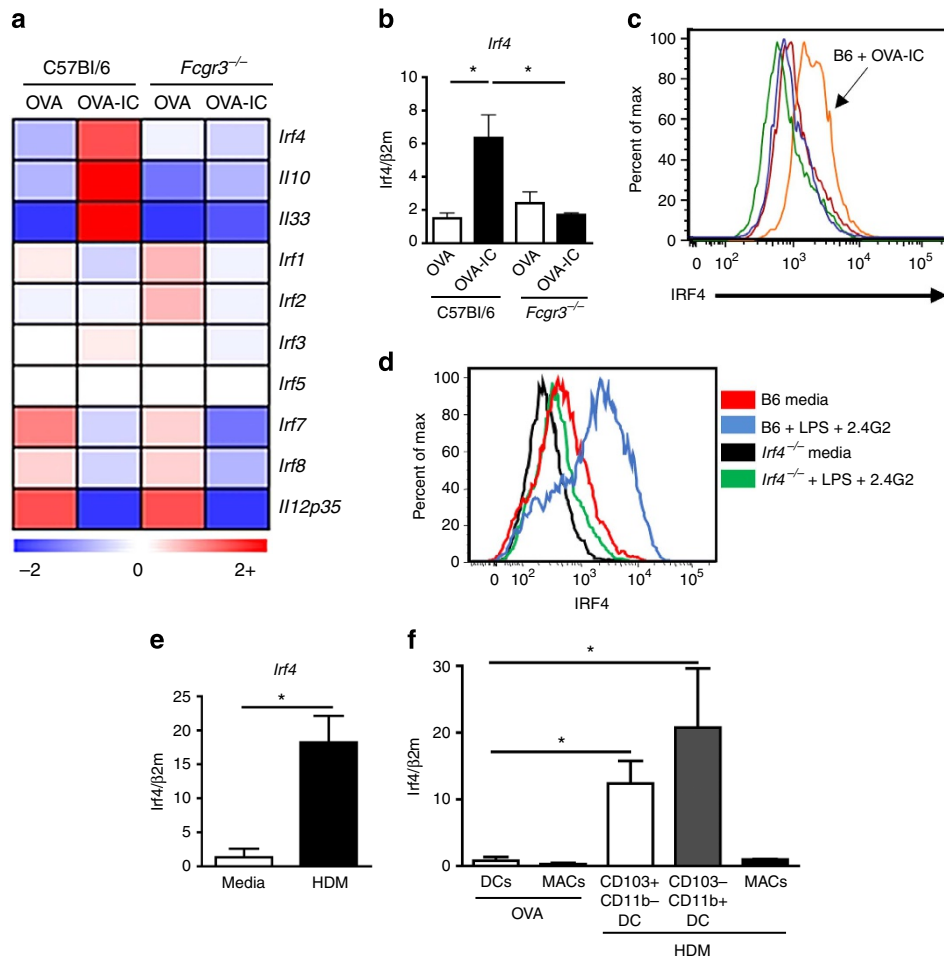 a
C57Bl/6 Fcgr3–/–
OVA OVA-IC OVA OVA-IC
Irf4
Il10
Il33
Irf1
Irf2
Irf3
Irf5
Irf7
Irf8
Il12p35
–2 0 2+
b
Irf4
* *
Irf4/β2m
10
8
6
4
2
0
OVA OVA-IC OVA OVA-IC
C57Bl/6 Fcgr3–/–
c
Percent of max
100
80
60
40
20
0
B6 + OVA-IC
0 10² 10³ 10⁴ 10⁵
IRF4
d
Percent of max
100
80
60
40
20
0
0 10² 10³ 10⁴ 10⁵
IRF4
B6 media
B6 + LPS + 2.4G2
Irf4–/– media
Irf4–/– + LPS + 2.4G2
e
Irf4
*
Irf4/β2m
25
20
15
10
5
0
Media HDM
f
*
*
Irf4/β2m
30
20
10
0
DCs MACs CD103+ CD103– MACs
CD11b– CD11b+
DC DC
OVA
HDM